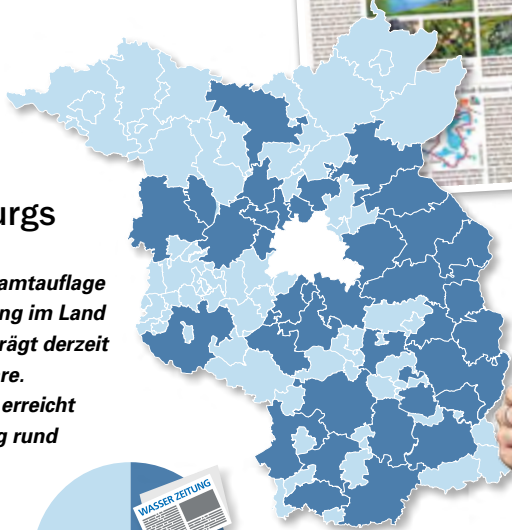 urgs
amtauflage
ng im Land
rägt derzeit
re.
erreicht
g rund
WASSER ZEITUNG